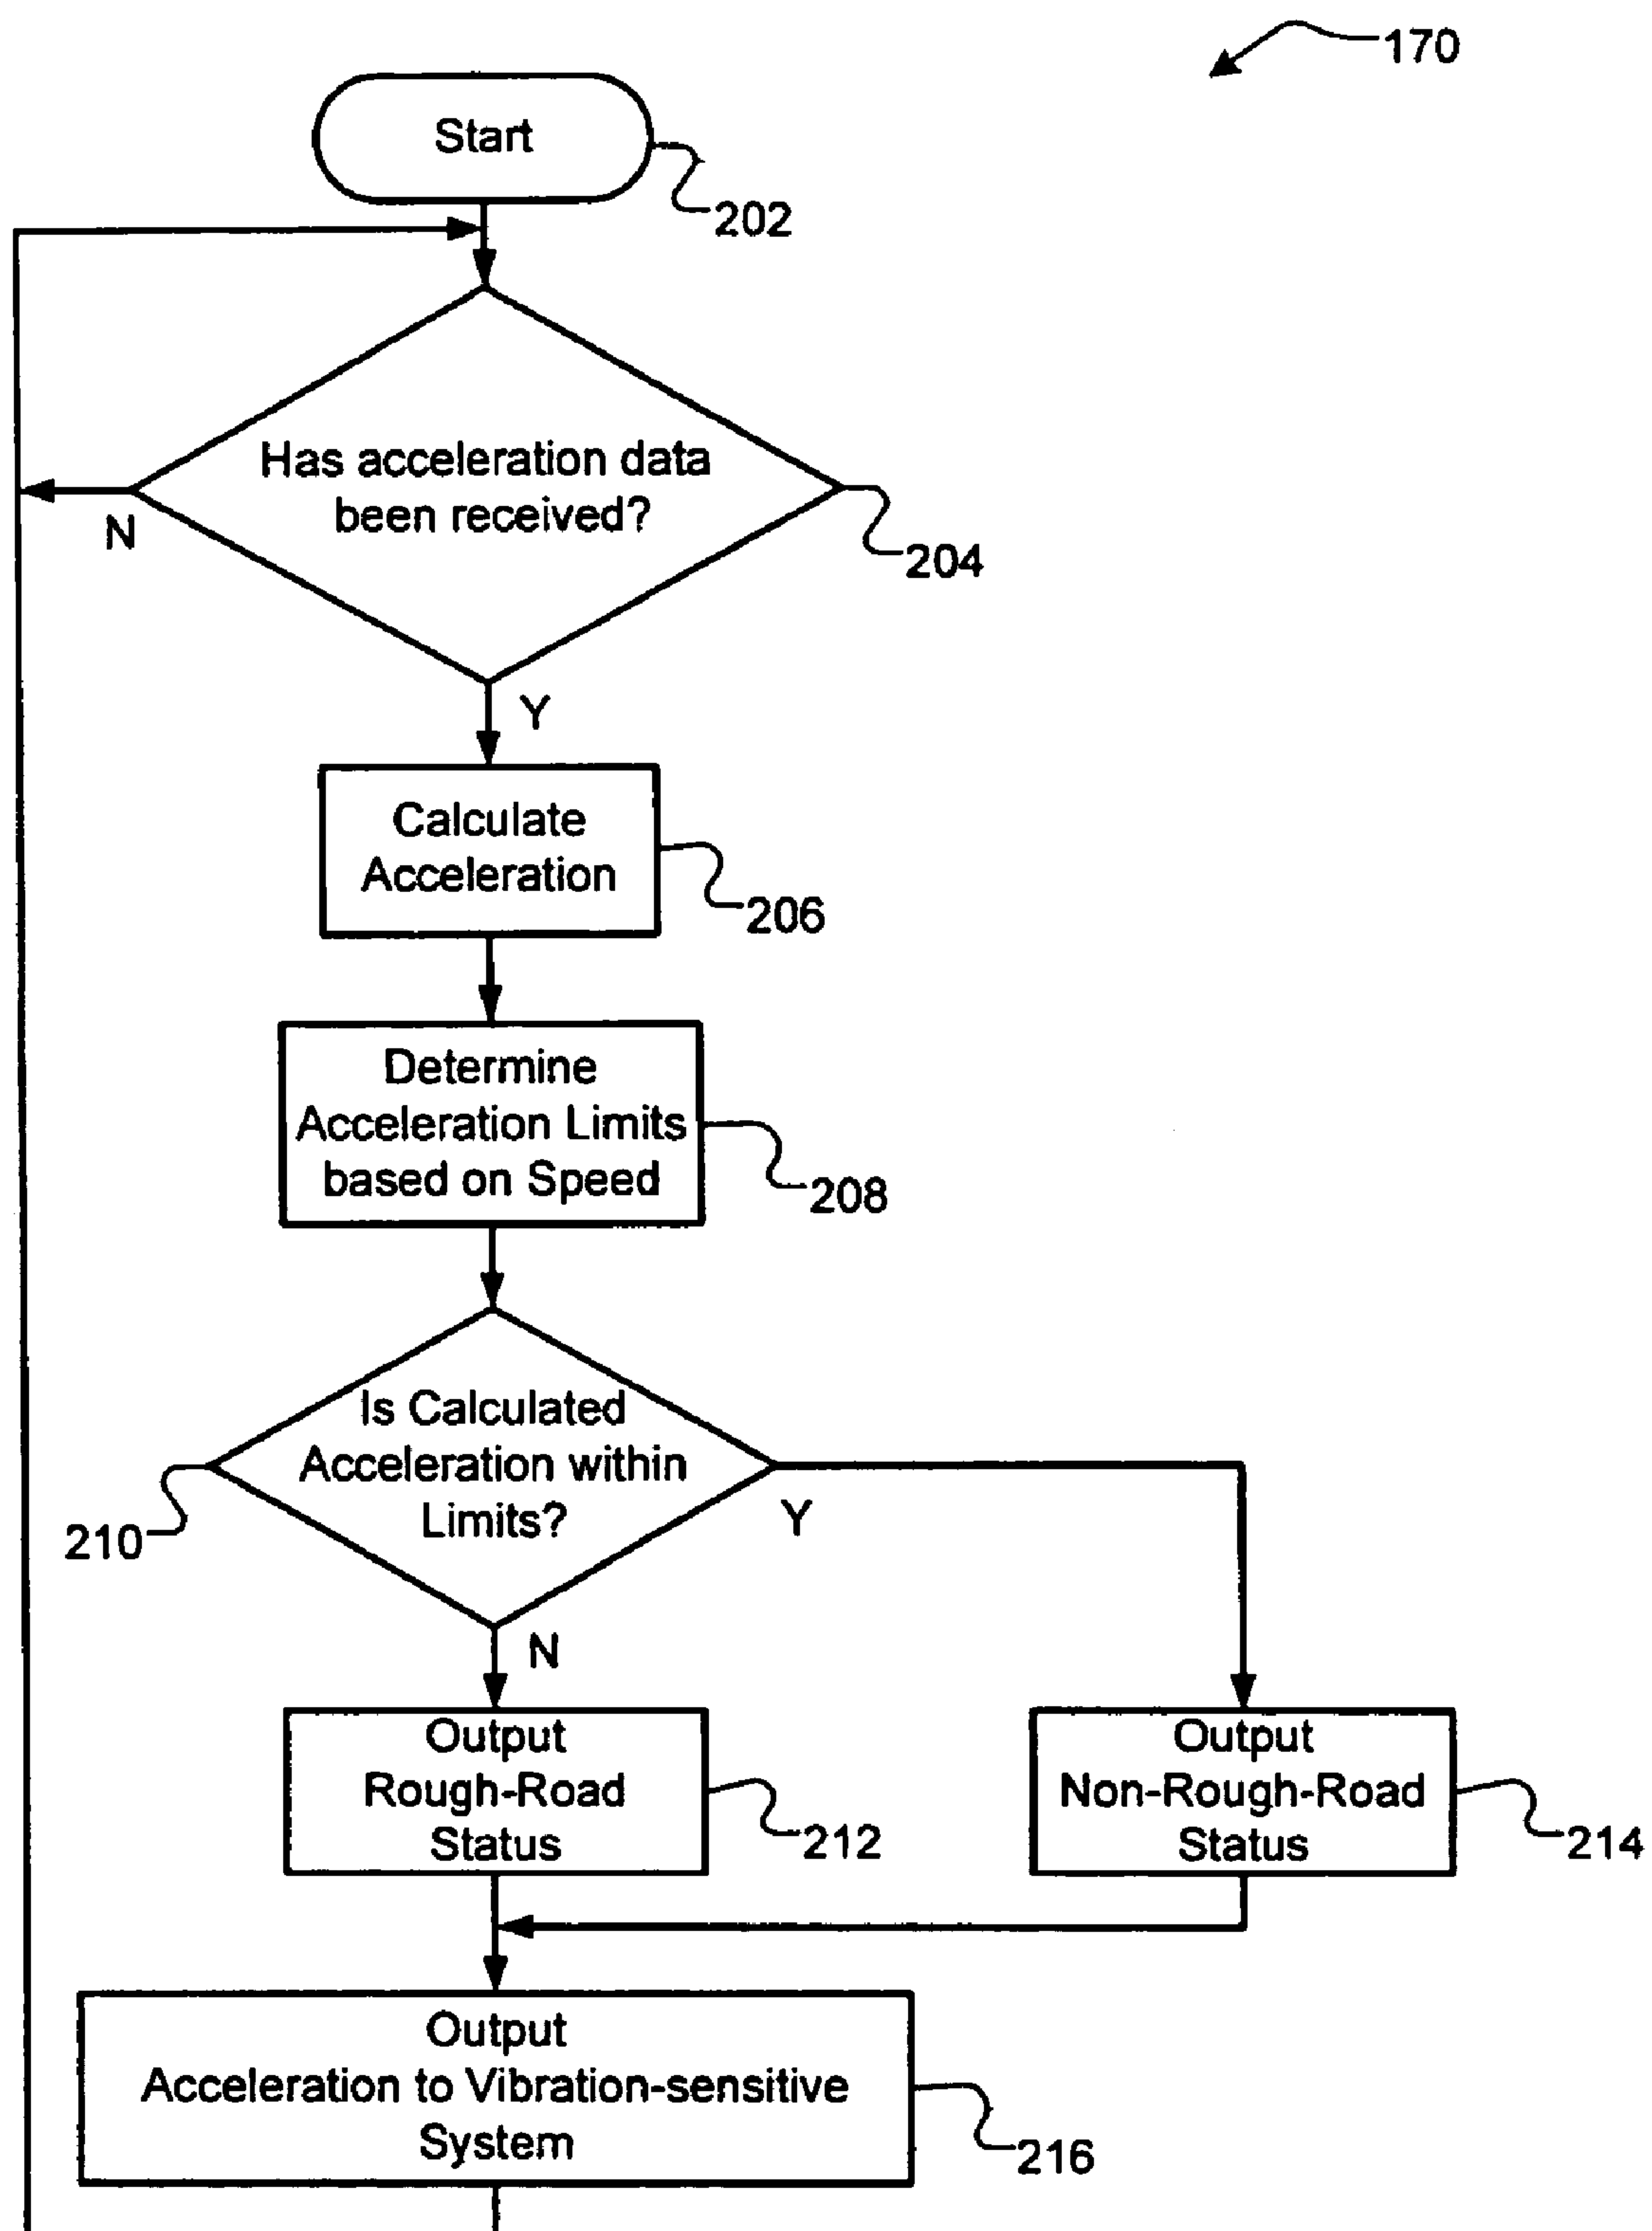 170
Start
202
Has acceleration data
been received?
N
204
Y
Calculate
Acceleration
206
Determine
Acceleration Limits
based on Speed
208
Is Calculated
Acceleration within
Limits?
210
Y
N
Output
Rough-Road
Status
212
Output
Non-Rough-Road
Status
214
Output
Acceleration to Vibration-sensitive
System
216